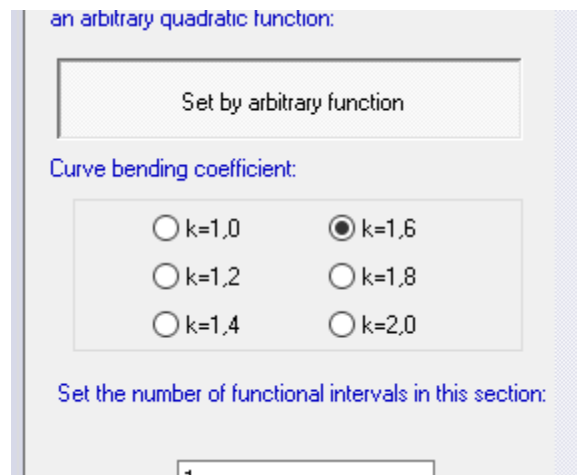 an arbitrary quadratic function:
Set by arbitrary function
Curve bending coefficient:
k=1,0 k=1,6
k=1,2 k=1,8
k=1,4 k=2,0
Set the number of functional intervals in this section:
1